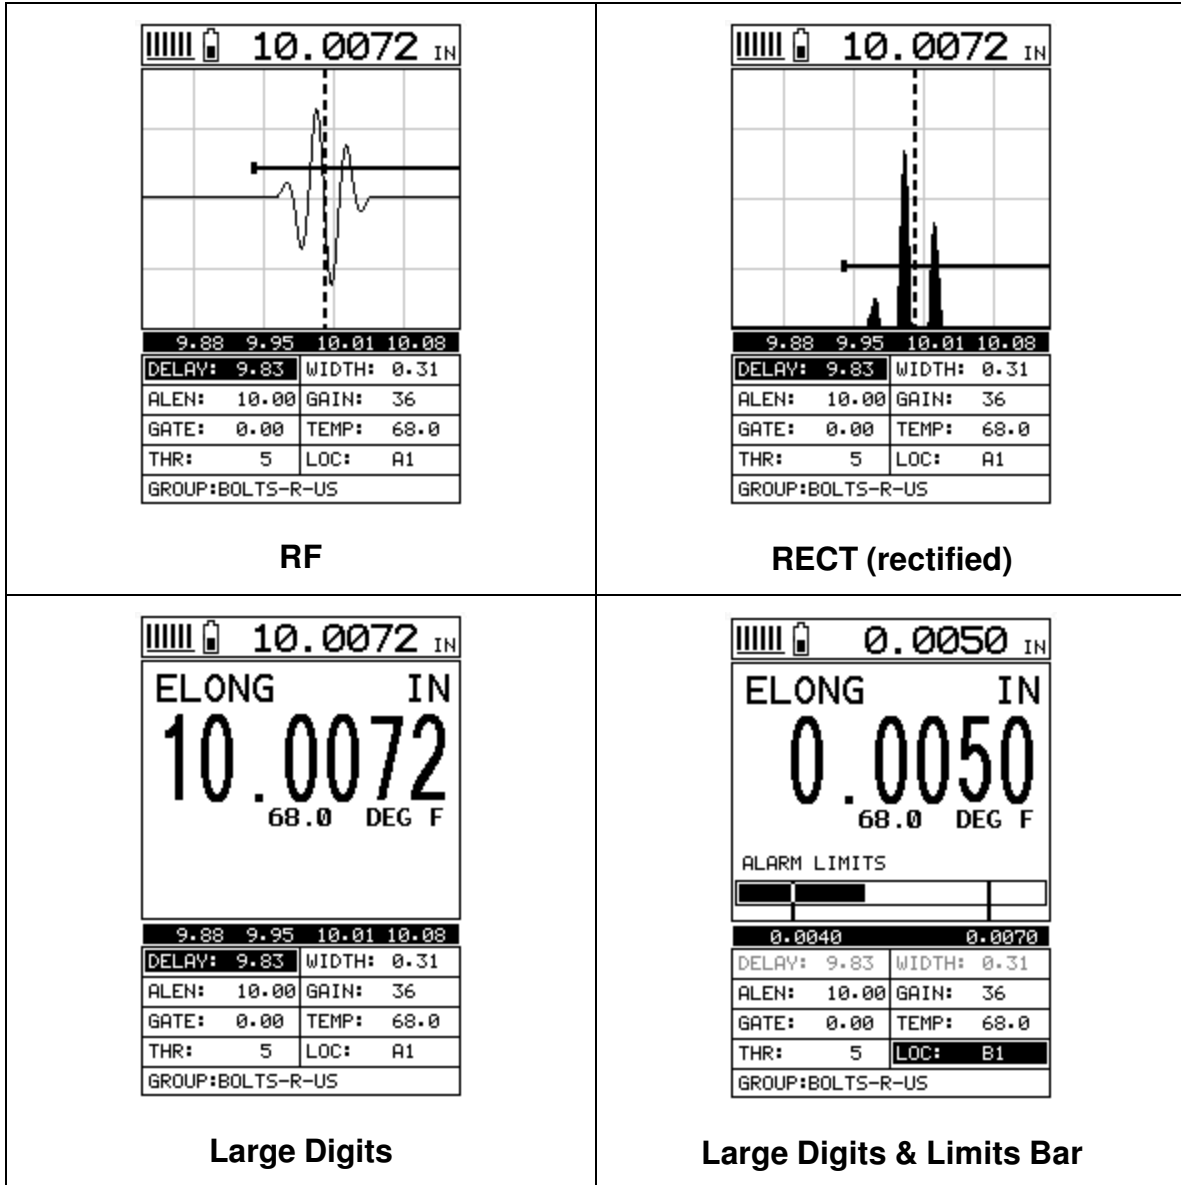 10.0072 IN
9.88 9.95 10.01 10.08
DELAY: 9.83 WIDTH: 0.31
ALEN: 10.00 GAIN: 36
GATE: 0.00 TEMP: 68.0
THR: 5 LOC: A1
GROUP:BOLTS-R-US
RF
10.0072 IN
9.88 9.95 10.01 10.08
DELAY: 9.83 WIDTH: 0.31
ALEN: 10.00 GAIN: 36
GATE: 0.00 TEMP: 68.0
THR: 5 LOC: A1
GROUP:BOLTS-R-US
RECT (rectified)
10.0072 IN
ELONG IN
10.0072
68.0 DEG F
9.88 9.95 10.01 10.08
DELAY: 9.83 WIDTH: 0.31
ALEN: 10.00 GAIN: 36
GATE: 0.00 TEMP: 68.0
THR: 5 LOC: A1
GROUP:BOLTS-R-US
Large Digits
0.0050 IN
ELONG IN
0.0050
68.0 DEG F
ALARM LIMITS
0.0040 0.0070
DELAY: 9.83 WIDTH: 0.31
ALEN: 10.00 GAIN: 36
GATE: 0.00 TEMP: 68.0
THR: 5 LOC: B1
GROUP:BOLTS-R-US
Large Digits & Limits Bar